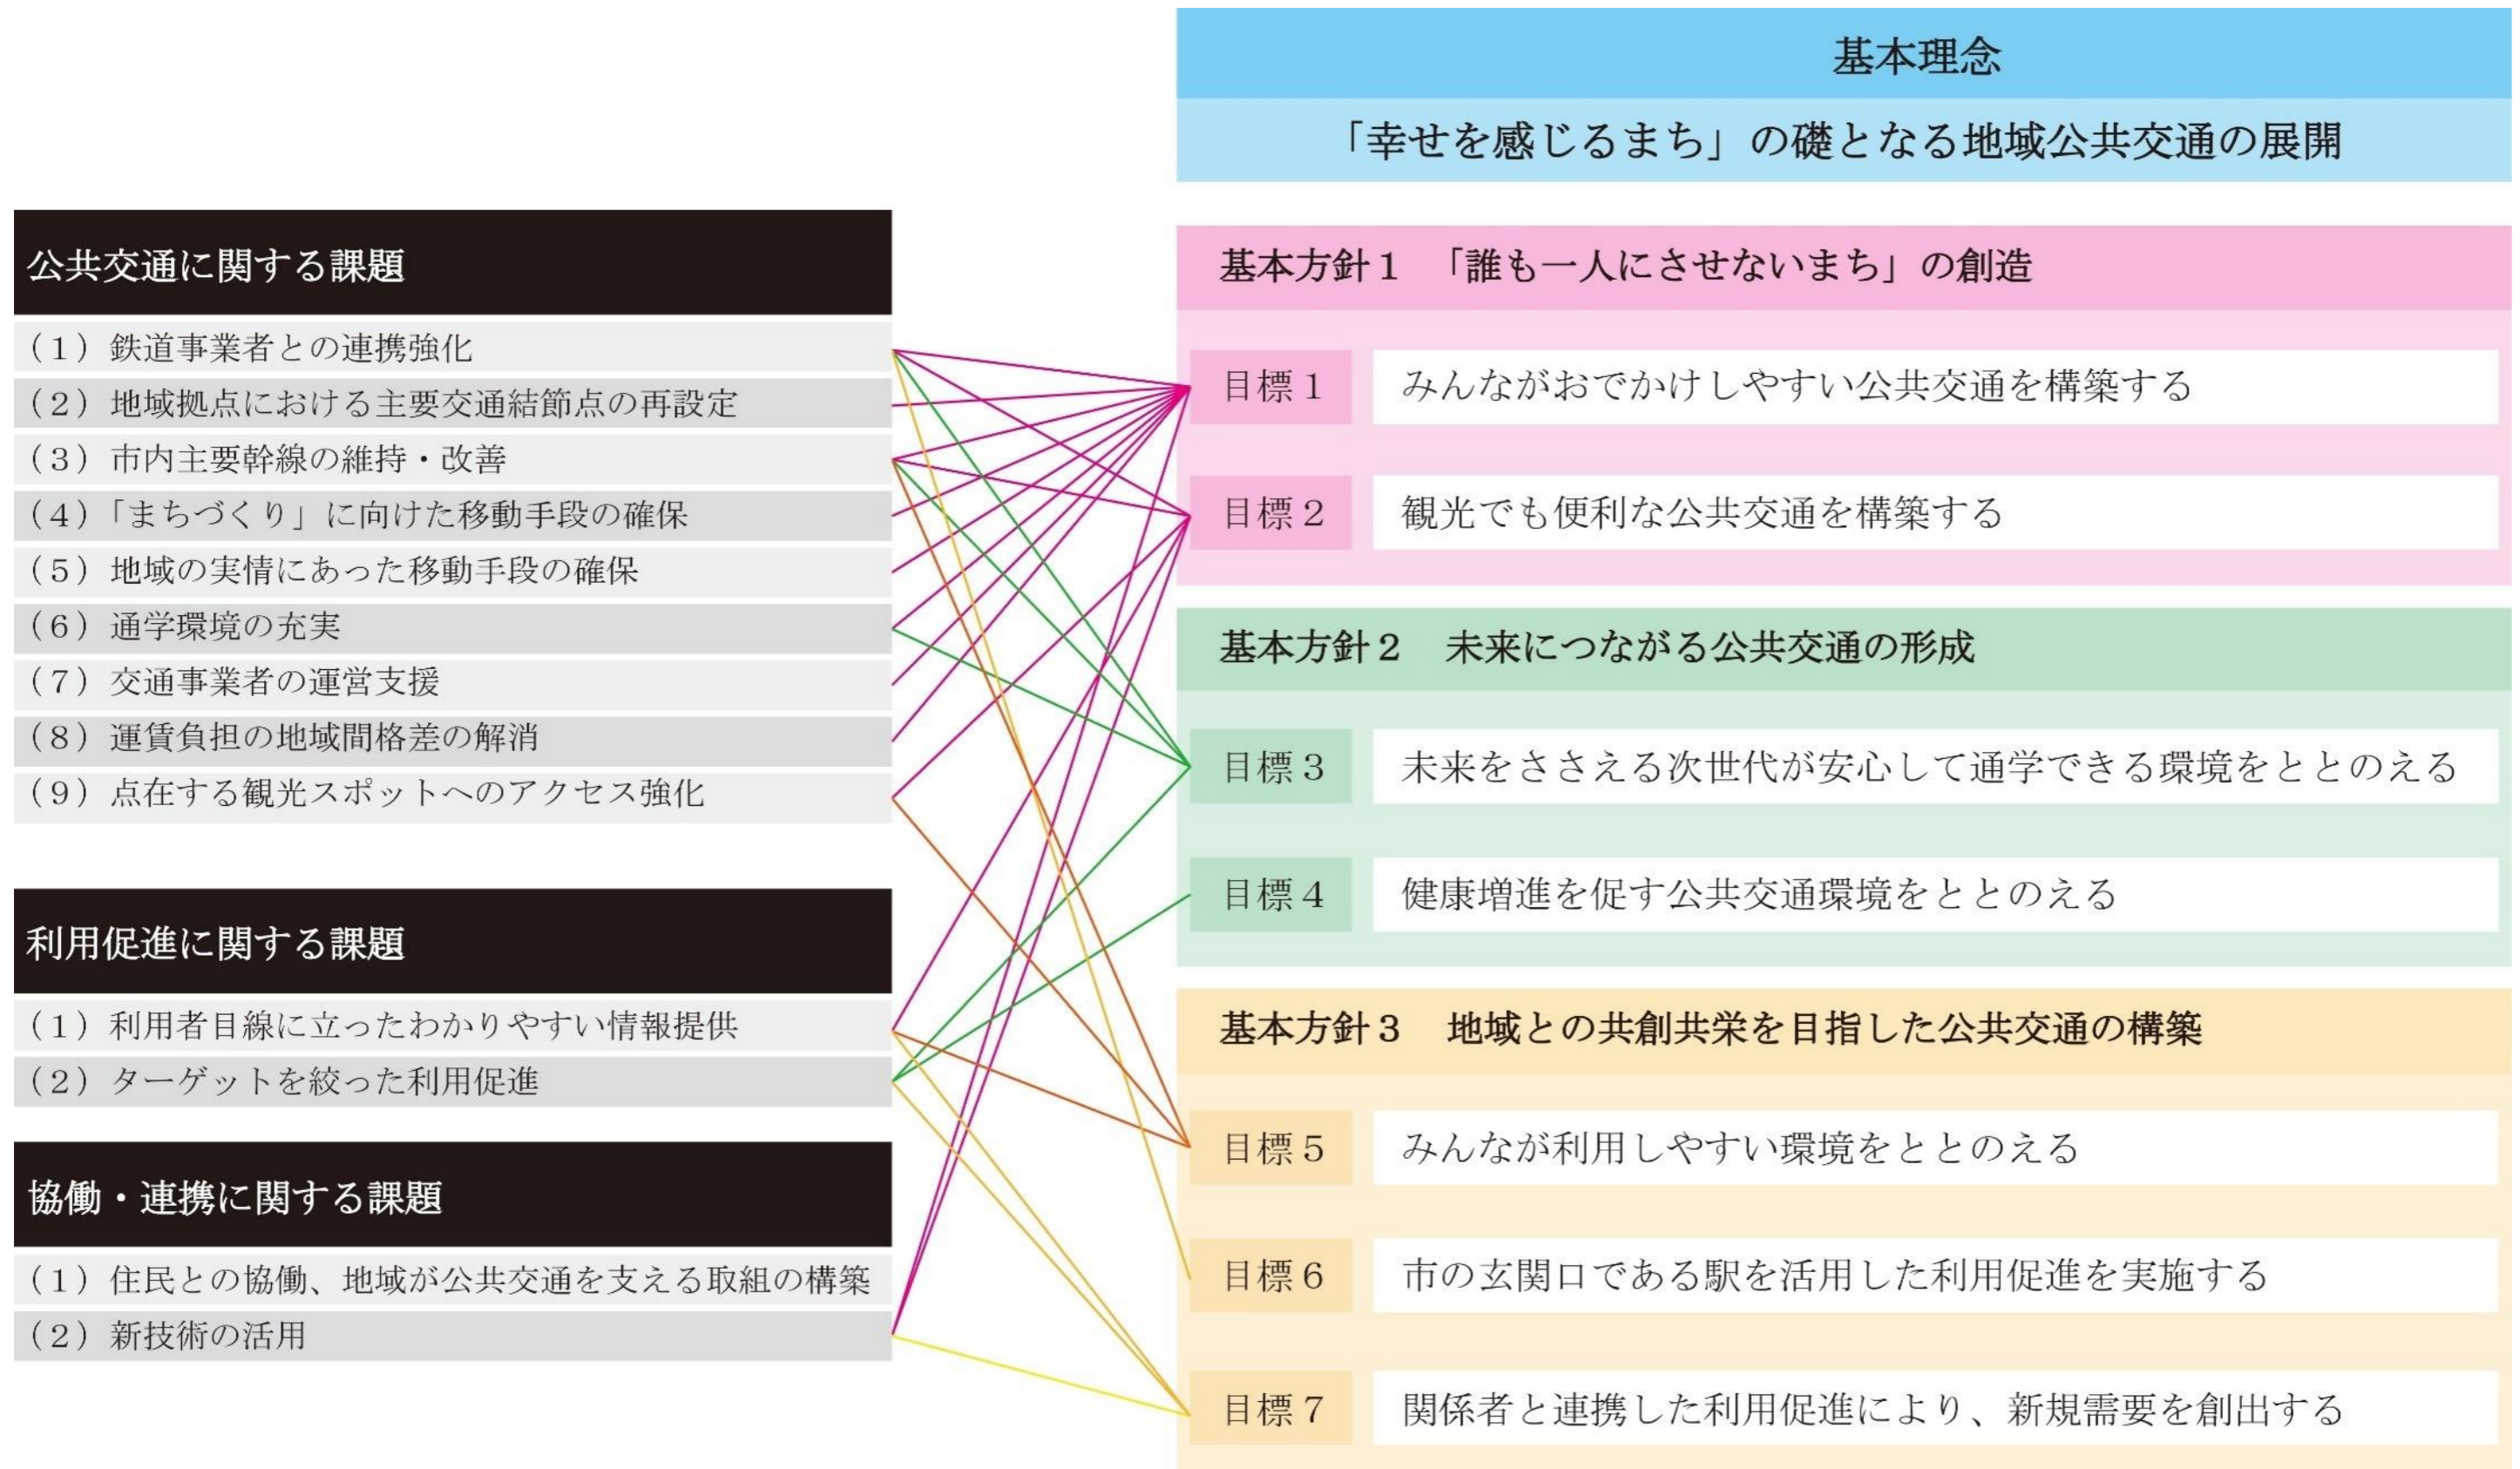 基本理念
「幸せを感じるまち」の礎となる地域公共交通の展開
公共交通に関する課題
（１）鉄道事業者との連携強化
（２）地域拠点における主要交通結節点の再設定
（３）市内主要幹線の維持・改善
（４）「まちづくり」に向けた移動手段の確保
（５）地域の実情にあった移動手段の確保
（６）通学環境の充実
（７）交通事業者の運営支援
（８）運賃負担の地域間格差の解消
（９）点在する観光スポットへのアクセス強化
利用促進に関する課題
（１）利用者目線に立ったわかりやすい情報提供
（２）ターゲットを絞った利用促進
協働・連携に関する課題
（１）住民との協働、地域が公共交通を支える取組の構築
（２）新技術の活用
基本方針１　「誰も一人にさせないまち」の創造
目標１　みんながおでかけしやすい公共交通を構築する
目標２　観光でも便利な公共交通を構築する
基本方針２　未来につながる公共交通の形成
目標３　未来をささえる次世代が安心して通学できる環境をととのえる
目標４　健康増進を促す公共交通環境をととのえる
基本方針３　地域との共創共栄を目指した公共交通の構築
目標５　みんなが利用しやすい環境をととのえる
目標６　市の玄関口である駅を活用した利用促進を実施する
目標７　関係者と連携した利用促進により、新規需要を創出する